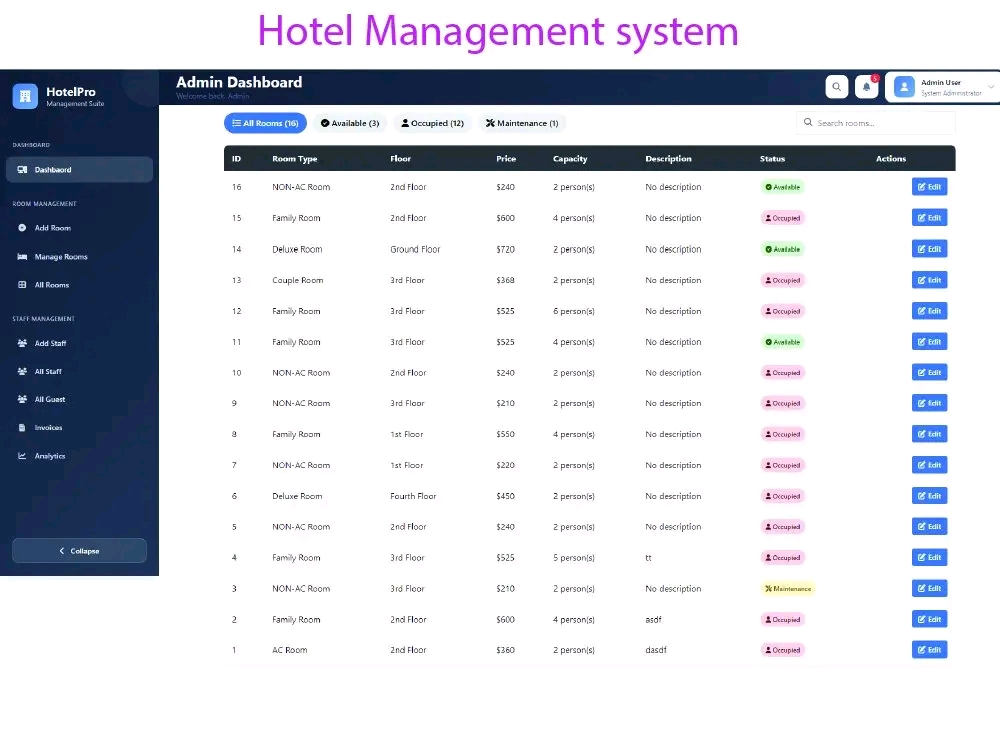 Hotel Management system
HotelPro
Management Suite
DASHBOARD
Dashbaord
ROOM MANAGEMENT
Add Room
Manage Rooms
All Rooms
STAFF MANAGEMENT
Add Staff
All Staff
All Guest
Invoices
Analytics
Collapse
Admin Dashboard
Welcome back, Admin
5
Admin User
System Administrator
All Rooms (16) Available (3) Occupied (12) Maintenance (1)
Search rooms...
ID Room Type Floor Price Capacity Description Status Actions
16 NON-AC Room 2nd Floor $240 2 person(s) No description Available Edit
15 Family Room 2nd Floor $600 4 person(s) No description Occupied Edit
14 Deluxe Room Ground Floor $720 2 person(s) No description Available Edit
13 Couple Room 3rd Floor $368 2 person(s) No description Occupied Edit
12 Family Room 3rd Floor $525 6 person(s) No description Occupied Edit
11 Family Room 3rd Floor $525 4 person(s) No description Available Edit
10 NON-AC Room 2nd Floor $240 2 person(s) No description Occupied Edit
9 NON-AC Room 3rd Floor $210 2 person(s) No description Occupied Edit
8 Family Room 1st Floor $550 4 person(s) No description Occupied Edit
7 NON-AC Room 1st Floor $220 2 person(s) No description Occupied Edit
6 Deluxe Room Fourth Floor $450 2 person(s) No description Occupied Edit
5 NON-AC Room 2nd Floor $240 2 person(s) No description Occupied Edit
4 Family Room 3rd Floor $525 5 person(s) tt Occupied Edit
3 NON-AC Room 3rd Floor $210 2 person(s) No description Maintenance Edit
2 Family Room 2nd Floor $600 4 person(s) asdf Occupied Edit
1 AC Room 2nd Floor $360 2 person(s) dasdf Occupied Edit